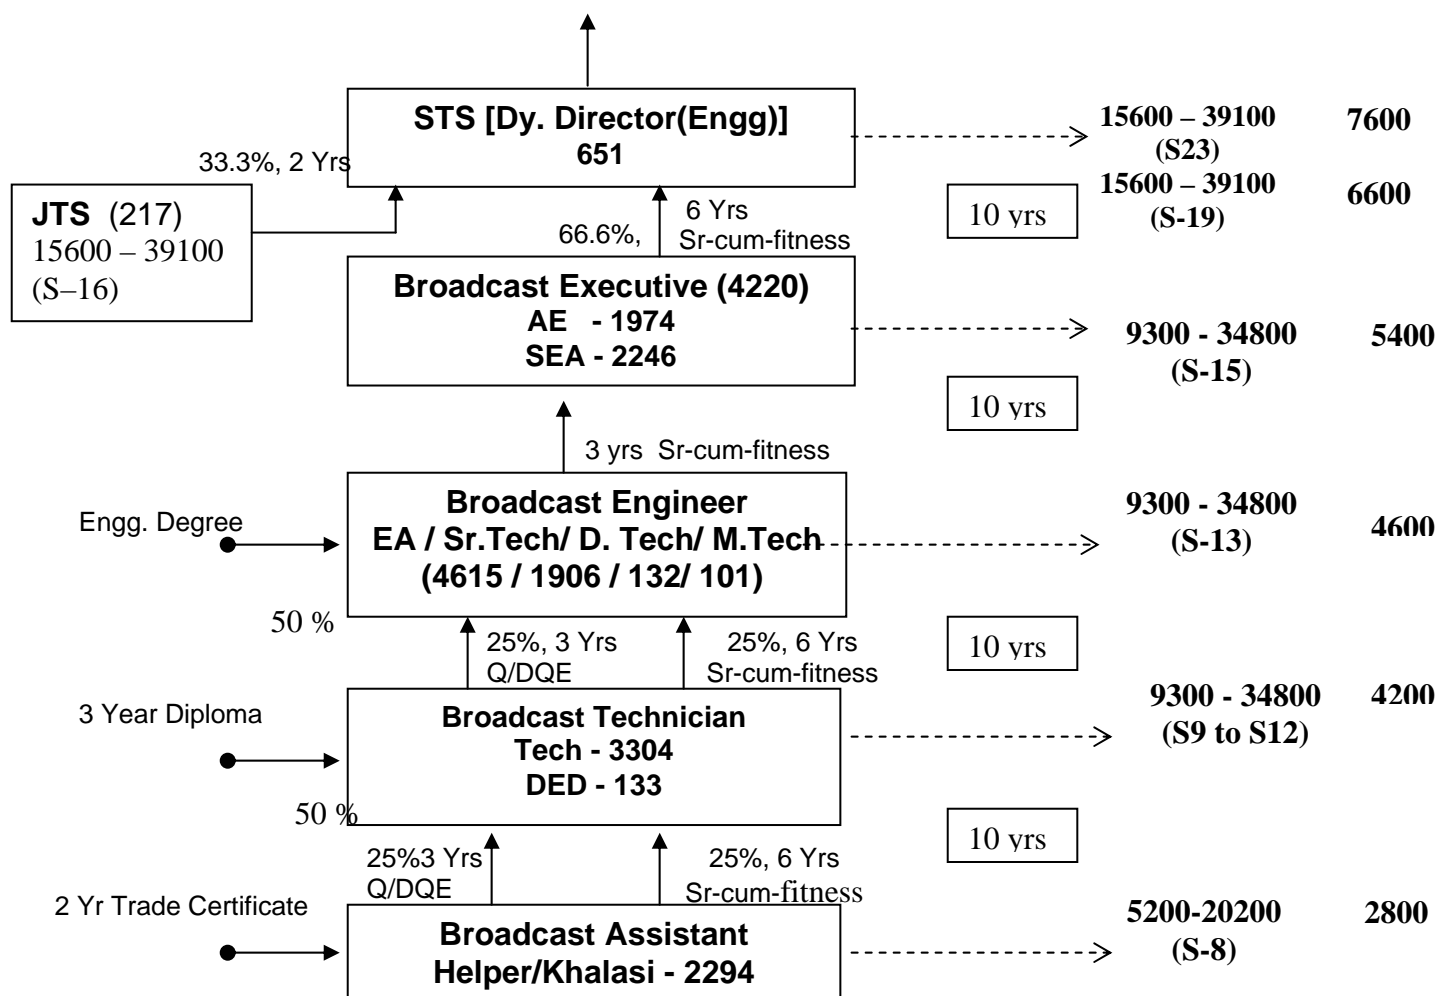 STS [Dy. Director(Engg)]
651
15600 – 39100
(S23)
7600
33.3%, 2 Yrs
JTS (217)
15600 – 39100
(S–16)
66.6%,
6 Yrs
Sr-cum-fitness
10 yrs
15600 – 39100
(S-19)
6600
Broadcast Executive (4220)
AE - 1974
SEA - 2246
9300 - 34800
(S-15)
5400
10 yrs
3 yrs Sr-cum-fitness
Engg. Degree
Broadcast Engineer
EA / Sr.Tech/ D. Tech/ M.Tech
(4615 / 1906 / 132/ 101)
9300 - 34800
(S-13)
4600
50 %
25%, 3 Yrs
Q/DQE
25%, 6 Yrs
Sr-cum-fitness
10 yrs
3 Year Diploma
Broadcast Technician
Tech - 3304
DED - 133
9300 - 34800
(S9 to S12)
4200
50 %
25%3 Yrs
Q/DQE
25%, 6 Yrs
Sr-cum-fitness
10 yrs
2 Yr Trade Certificate
Broadcast Assistant
Helper/Khalasi - 2294
5200-20200
(S-8)
2800